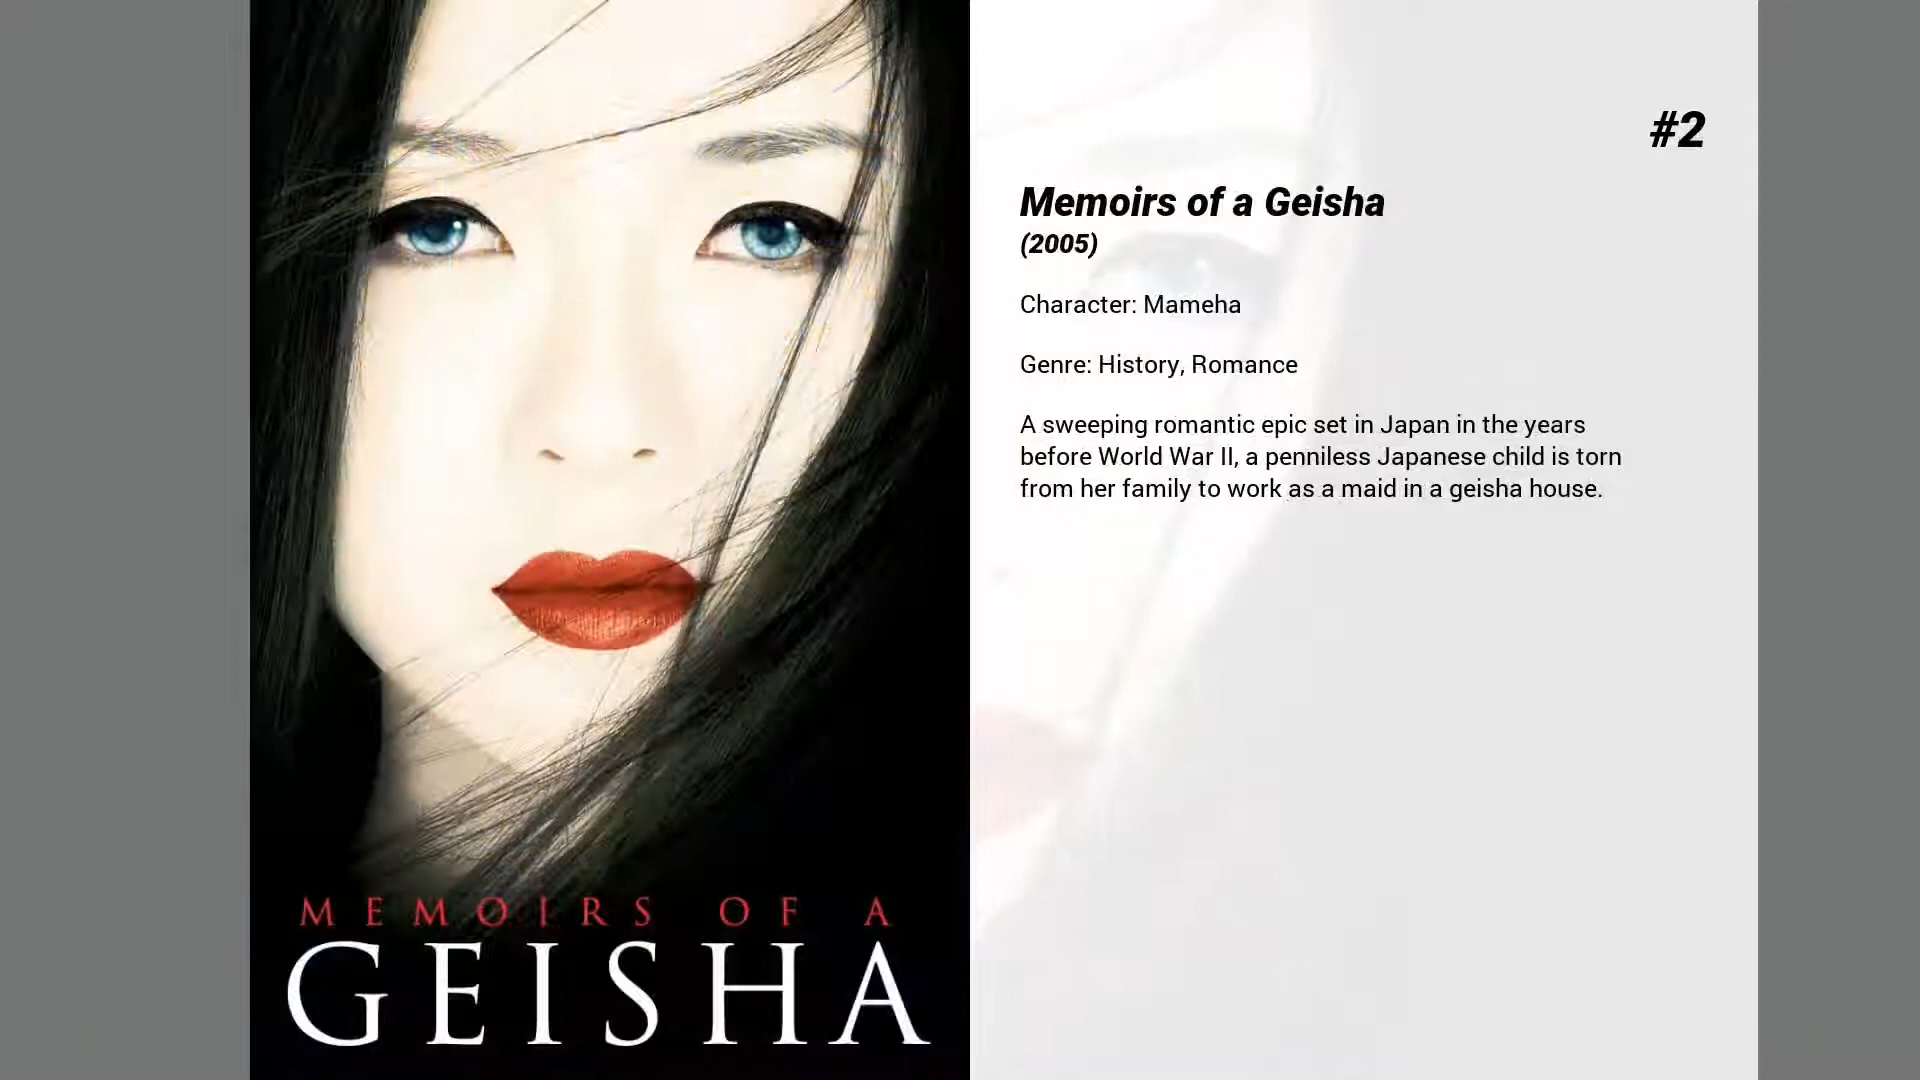 MEMOIRS OF A
GEISHA
#2
Memoirs of a Geisha
(2005)
Character: Mameha
Genre: History, Romance
A sweeping romantic epic set in Japan in the years
before World War II, a penniless Japanese child is torn
from her family to work as a maid in a geisha house.